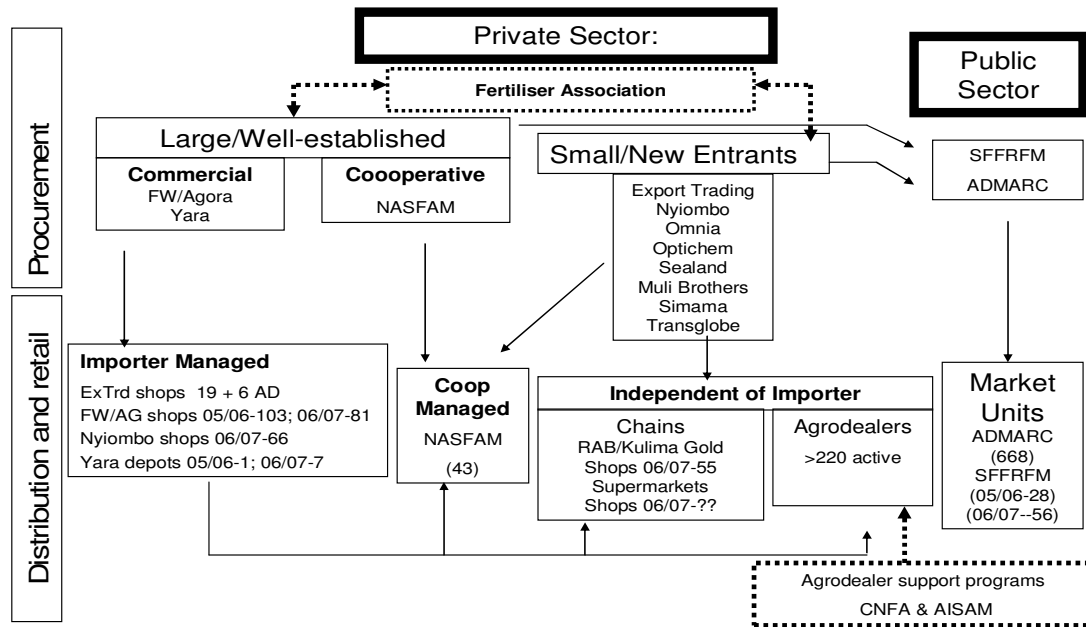 Private Sector:
Public
Sector
Fertiliser Association
Procurement
Large/Well-established
Commercial
FW/Agora
Yara
Coooperative
NASFAM
Small/New Entrants
Export Trading
Nyiombo
Omnia
Optichem
Sealand
Muli Brothers
Simama
Transglobe
SFFRFM
ADMARC
Distribution and retail
Importer Managed
ExTrd shops 19 + 6 AD
FW/AG shops 05/06-103; 06/07-81
Nyiombo shops 06/07-66
Yara depots 05/06-1; 06/07-7
Coop
Managed
NASFAM
(43)
Independent of Importer
Chains
RAB/Kulima Gold
Shops 06/07-55
Supermarkets
Shops 06/07-??
Agrodealers
>220 active
Market
Units
ADMARC
(668)
SFFRFM
(05/06-28)
(06/07--56)
Agrodealer support programs
CNFA & AISAM